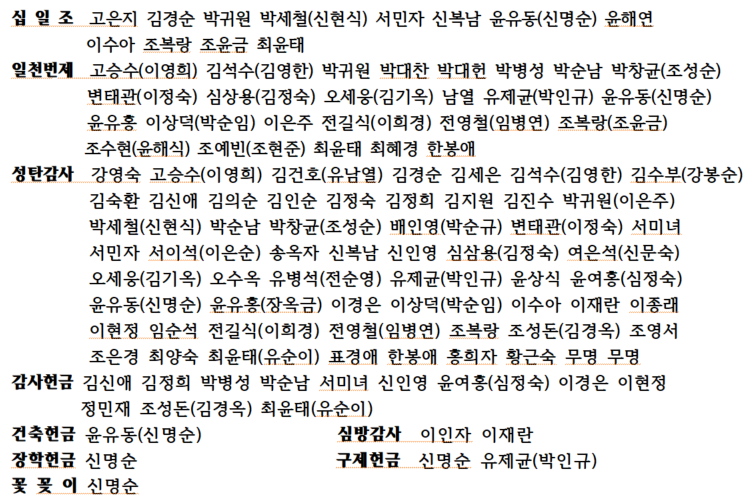 십 일 조 고은지 김경순 박귀원 박세철(신현식) 서민자 신복남 윤유동(신명순) 윤해연
이수아 조복랑 조윤금 최윤태
일천번제 고승수(이영희) 김석수(김영한) 박귀원 박대찬 박대헌 박병성 박순남 박창균(조성순)
변태관(이정숙) 심상용(김정숙) 오세웅(김기옥) 남열 유제균(박인규) 윤유동(신명순)
윤유홍 이상덕(박순임) 이은주 전길식(이희경) 전영철(임병연) 조복랑(조윤금)
조수현(윤해식) 조예빈(조현준) 최윤태 최혜경 한봉애
성탄감사 강영숙 고승수(이영희) 김건호(유남열) 김경순 김세은 김석수(김영한) 김수부(강봉순)
김숙환 김신애 김의순 김인순 김정숙 김정희 김지원 김진수 박귀원(이은주)
박세철(신현식) 박순남 박창균(조성순) 배인영(박순규) 변태관(이정숙) 서미녀
서민자 서이석(이은순) 송옥자 신복남 신인영 심삼용(김정숙) 여은석(신문숙)
오세웅(김기옥) 오수옥 유병석(전순영) 유제균(박인규) 윤상식 윤여홍(심정숙)
윤유동(신명순) 윤유홍(장옥금) 이경은 이상덕(박순임) 이수아 이재란 이종래
이현정 임순석 전길식(이희경) 전영철(임병연) 조복랑 조성돈(김경옥) 조영서
조은경 최양숙 최윤태(유순이) 표경애 한봉애 홍희자 황근숙 무명 무명
감사헌금 김신애 김정희 박병성 박순남 서미녀 신인영 윤여홍(심정숙) 이경은 이현정
정민재 조성돈(김경옥) 최윤태(유순이)
건축헌금 윤유동(신명순) 심방감사 이인자 이재란
장학헌금 신명순 구제헌금 신명순 유제균(박인규)
꽃 꽂 이 신명순